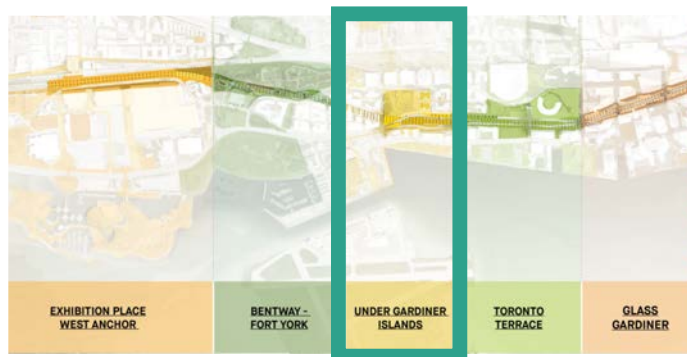 EXHIBITION PLACE
WEST ANCHOR
BENTWAY -
FORT YORK
UNDER GARDINER
ISLANDS
TORONTO
TERRACE
GLASS
GARDINER